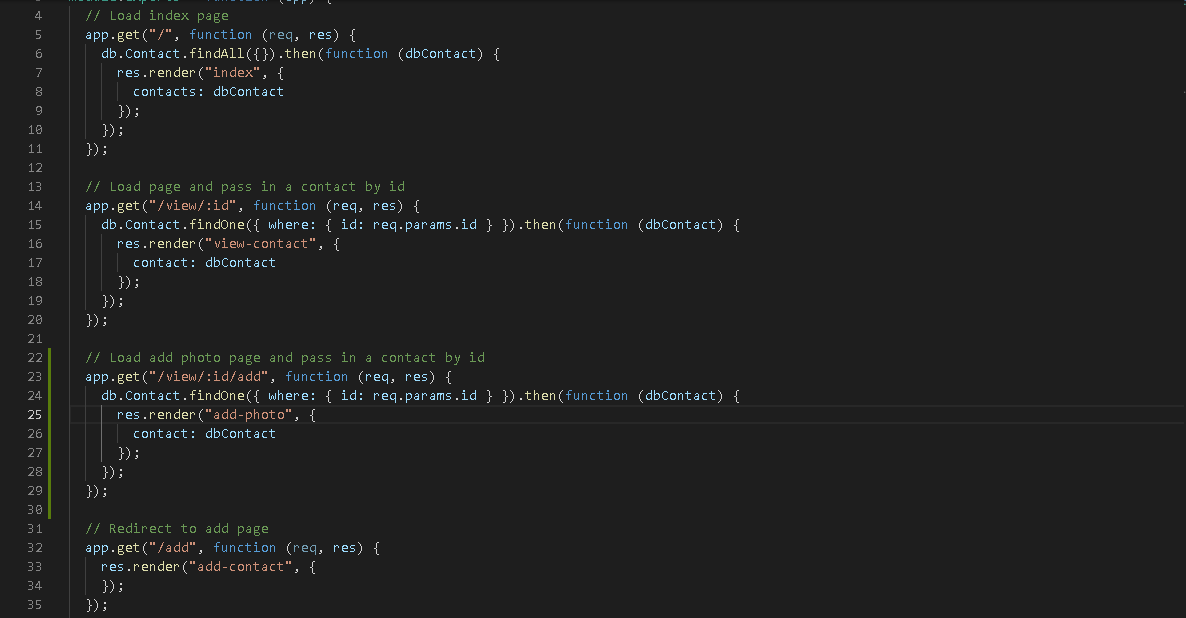 4 // Load index page
5 app.get("/", function (req, res) {
6 db.Contact.findAll({}).then(function (dbContact) {
7 res.render("index", {
8 contacts: dbContact
9 });
10 });
11 });
12
13 // Load page and pass in a contact by id
14 app.get("/view/:id", function (req, res) {
15 db.Contact.findOne({ where: { id: req.params.id } }).then(function (dbContact) {
16 res.render("view-contact", {
17 contact: dbContact
18 });
19 });
20 });
21
22 // Load add photo page and pass in a contact by id
23 app.get("/view/:id/add", function (req, res) {
24 db.Contact.findOne({ where: { id: req.params.id } }).then(function (dbContact) {
25 res.render("add-photo", {
26 contact: dbContact
27 });
28 });
29 });
30
31 // Redirect to add page
32 app.get("/add", function (req, res) {
33 res.render("add-contact", {
34 });
35 });